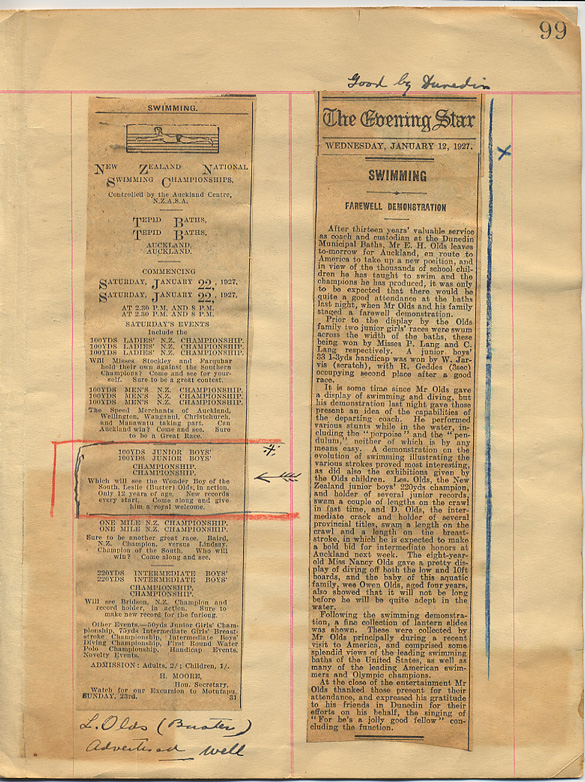 99
Good by Dunedin
SWIMMING.
NEW ZEALAND NATIONAL
SWIMMING CHAMPIONSHIPS,
Controlled by the Auckland Centre,
N.Z.A.S.A.
TEPID BATHS,
TEPID BATHS,
AUCKLAND.
AUCKLAND.
COMMENCING
SATURDAY, JANUARY 22, 1927,
SATURDAY, JANUARY 22, 1927,
AT 2.30 P.M. AND 8 P.M.
AT 2.30 P.M. AND 8 P.M.
SATURDAY'S EVENTS
Include the
100YDS LADIES' N.Z. CHAMPIONSHIP.
100YDS LADIES' N.Z. CHAMPIONSHIP.
Will Misses Stockley and Farquhar
hold their own against the Southern
Champions? Come and see for your-
self. Sure to be a great contest.
100YDS MEN'S N.Z. CHAMPIONSHIP.
100YDS MEN'S N.Z. CHAMPIONSHIP.
The Speed Merchants of Auckland,
Wellington, Wanganui, Christchurch,
and Manawatu taking part. Can
Auckland win? Come and see. Sure
to be a Great Race.
100YDS JUNIOR BOYS'
100YDS JUNIOR BOYS'
CHAMPIONSHIP.
CHAMPIONSHIP.
Which will see the Wonder Boy of the
South, Leslie (Buster) Olds, in action.
Only 12 years of age. New records
every start. Come along and give
him a royal welcome.
ONE MILE N.Z. CHAMPIONSHIP.
ONE MILE N.Z. CHAMPIONSHIP.
Sure to be another great race. Baird,
N.Z. Champion, versus Lindsay,
Champion of the South. Who will
win? Come along and see.
220YDS INTERMEDIATE BOYS'
220YDS INTERMEDIATE BOYS'
CHAMPIONSHIP.
CHAMPIONSHIP.
Will see Bridson, N.Z. Champion and
record holder, in action. Sure to
make new record for the furlong.
Other Events.—50yds Junior Girls' Cham-
pionship, 75yds Intermediate Girls' Breast-
stroke Championship, Intermediate Boys'
Diving Championship, First Round Water
Polo Championship, Handicap Events,
Novelty Events.
ADMISSION: Adults, 2/; Children, 1/.
H. MOORE,
Hon. Secretary.
Watch for our Excursion to Motutapu,
SUNDAY, 23rd. 31
L. Olds (Buster)
Advertised well
The Evening Star
WEDNESDAY, JANUARY 12, 1927.
SWIMMING
FAREWELL DEMONSTRATION
After thirteen years' valuable service
as coach and custodian at the Dunedin
Municipal Baths, Mr E. H. Olds leaves
to-morrow for Auckland, en route to
America to take up a new position, and
in view of the thousands of school chil-
dren he has taught to swim and the
champions he has produced, it was only
to be expected that there would be
quite a good attendance at the baths
last night, when Mr Olds and his family
staged a farewell demonstration.
Prior to the display by the Olds
family two junior girls' races were swum
across the width of the baths, these
being won by Misses P. Lang and C.
Lang respectively. A junior boys'
33 1-3yds handicap was won by W. Jar-
vis (scratch), with R. Geddes (3sec)
occupying second place after a good
race.
It is some time since Mr Olds gave
a display of swimming and diving, but
his demonstration last night gave those
present an idea of the capabilities of
the departing coach. He performed
various stunts while in the water, in-
cluding the "porpoise" and the "pen-
dulum," neither of which is by any
means easy. A demonstration on the
evolution of swimming illustrating the
various strokes proved most interesting,
as did also the exhibitions given by
the Olds children. Les. Olds, the New
Zealand junior boys' 220yds champion,
and holder of several junior records,
swam a couple of lengths on the crawl
in fast time, and D. Olds, the inter-
mediate crack and holder of several
provincial titles, swam a length on the
crawl and a length on the breast-
stroke, in which he is expected to make
a bold bid for intermediate honors at
Auckland next week. The eight-year-
old Miss Nancy Olds gave a pretty dis-
play of diving off both the low and 10ft
boards, and the baby of this aquatic
family, wee Owen Olds, aged four years,
also showed that it will not be long
before he will be quite adept in the
water.
Following the swimming demonstra-
tion, a fine collection of lantern slides
was shown. These were collected by
Mr Olds principally during a recent
visit to America, and comprised some
splendid views of the leading swimming
baths of the United States, as well as
many of the leading American swim-
mers and Olympic champions.
At the close of the entertainment Mr
Olds thanked those present for their
attendance, and expressed his gratitude
to his friends in Dunedin for their
efforts on his behalf, the singing of
"For he's a jolly good fellow" con-
cluding the function.